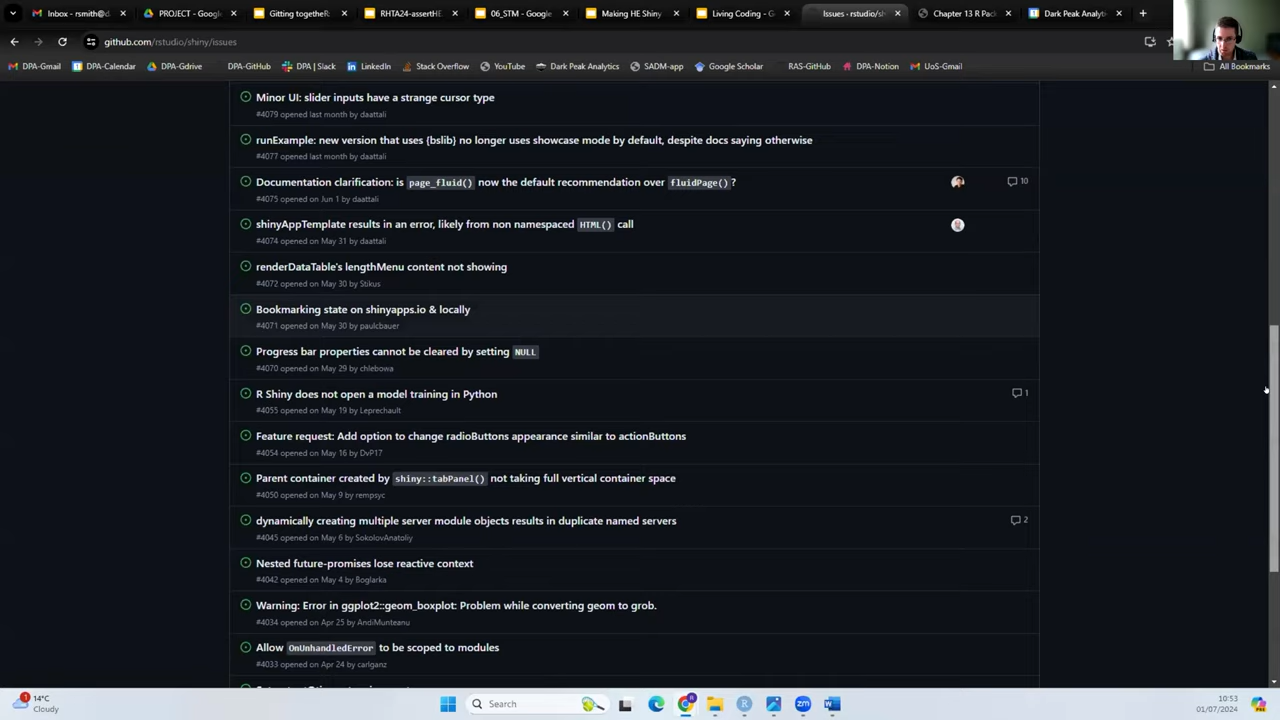 Inbox - rsmith@d
PROJECT - Google
Gitting togetheR
RHTA24-assertHE
06_STM - Google
Making HE Shiny
Living Coding - G
Issues · rstudio/sh
Chapter 13 R Pack
Dark Peak Analyt
github.com/rstudio/shiny/issues
DPA-Gmail
DPA-Calendar
DPA-Gdrive
DPA-GitHub
DPA | Slack
LinkedIn
Stack Overflow
YouTube
Dark Peak Analytics
SADM-app
Google Scholar
RAS-GitHub
DPA-Notion
UoS-Gmail
All Bookmarks
Minor UI: slider inputs have a strange cursor type
#4079 opened last month by daattali
runExample: new version that uses {bslib} no longer uses showcase mode by default, despite docs saying otherwise
#4077 opened last month by daattali
Documentation clarification: is page_fluid() now the default recommendation over fluidPage()?
10
#4075 opened on Jun 1 by daattali
shinyAppTemplate results in an error, likely from non namespaced HTML() call
#4074 opened on May 31 by daattali
renderDataTable's lengthMenu content not showing
#4072 opened on May 30 by Stikus
Bookmarking state on shinyapps.io & locally
#4071 opened on May 30 by paulcbauer
Progress bar properties cannot be cleared by setting NULL
#4070 opened on May 29 by chlebowa
R Shiny does not open a model training in Python
1
#4055 opened on May 19 by Leprechault
Feature request: Add option to change radioButtons appearance similar to actionButtons
#4054 opened on May 16 by DvP17
Parent container created by shiny::tabPanel() not taking full vertical container space
#4050 opened on May 9 by rempsyc
dynamically creating multiple server module objects results in duplicate named servers
2
#4045 opened on May 6 by SokolovAnatoliy
Nested future-promises lose reactive context
#4042 opened on May 4 by Boglarka
Warning: Error in ggplot2::geom_boxplot: Problem while converting geom to grob.
#4034 opened on Apr 25 by AndiMunteanu
Allow OnUnhandledError to be scoped to modules
#4033 opened on Apr 24 by carlganz
1
14°C
Cloudy
Search
10:53
01/07/2024